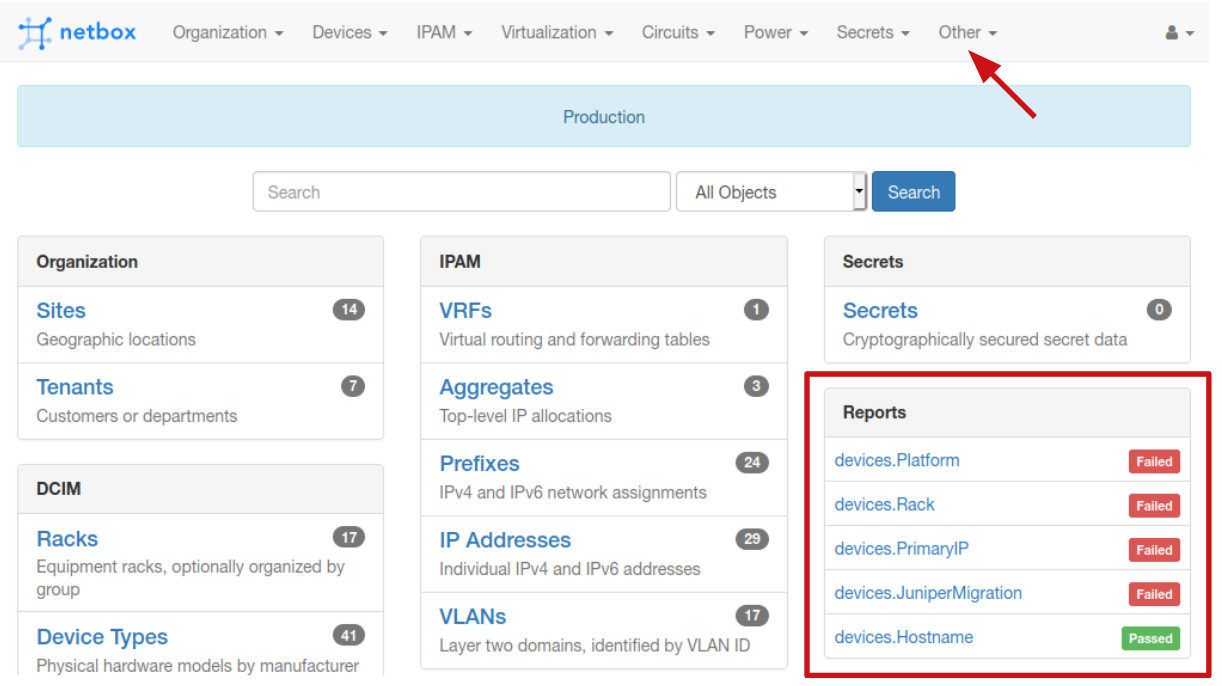 netbox Organization Devices IPAM Virtualization Circuits Power Secrets Other
Production
Search All Objects Search
Organization
Sites 14
Geographic locations
Tenants 7
Customers or departments
DCIM
Racks 17
Equipment racks, optionally organized by
group
Device Types 41
Physical hardware models by manufacturer
IPAM
VRFs 1
Virtual routing and forwarding tables
Aggregates 3
Top-level IP allocations
Prefixes 24
IPv4 and IPv6 network assignments
IP Addresses 29
Individual IPv4 and IPv6 addresses
VLANs 17
Layer two domains, identified by VLAN ID
Secrets
Secrets 0
Cryptographically secured secret data
Reports
devices.Platform Failed
devices.Rack Failed
devices.PrimaryIP Failed
devices.JuniperMigration Failed
devices.Hostname Passed